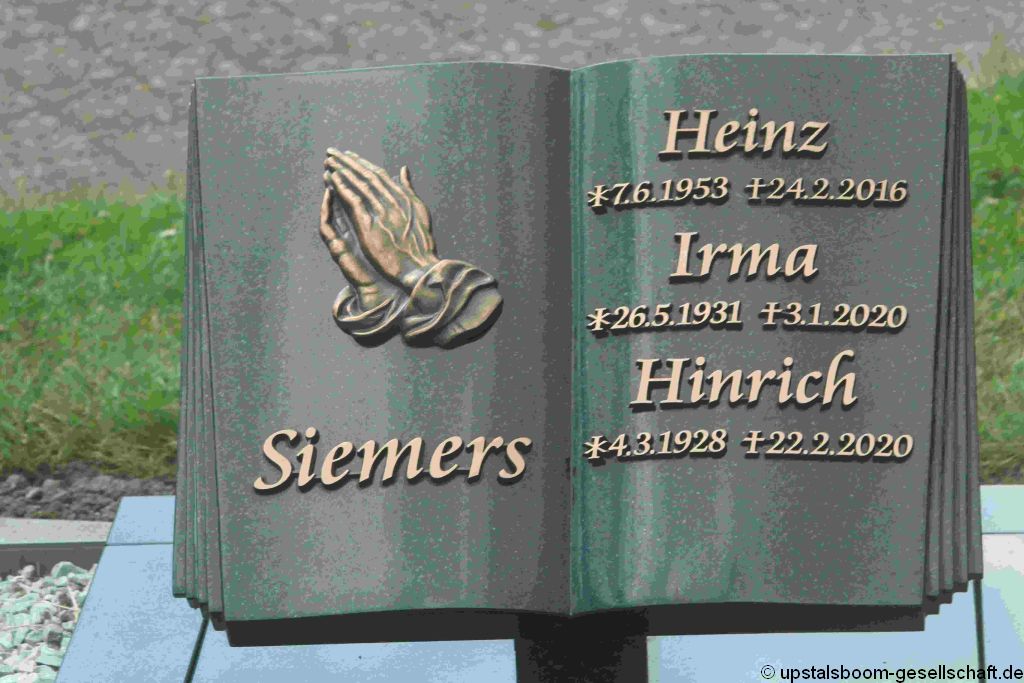 Siemers
Heinz
*7.6.1953 †24.2.2016
Irma
*26.5.1931 †3.1.2020
Hinrich
*4.3.1928 †22.2.2020
© upstalsboom-gesellschaft.de